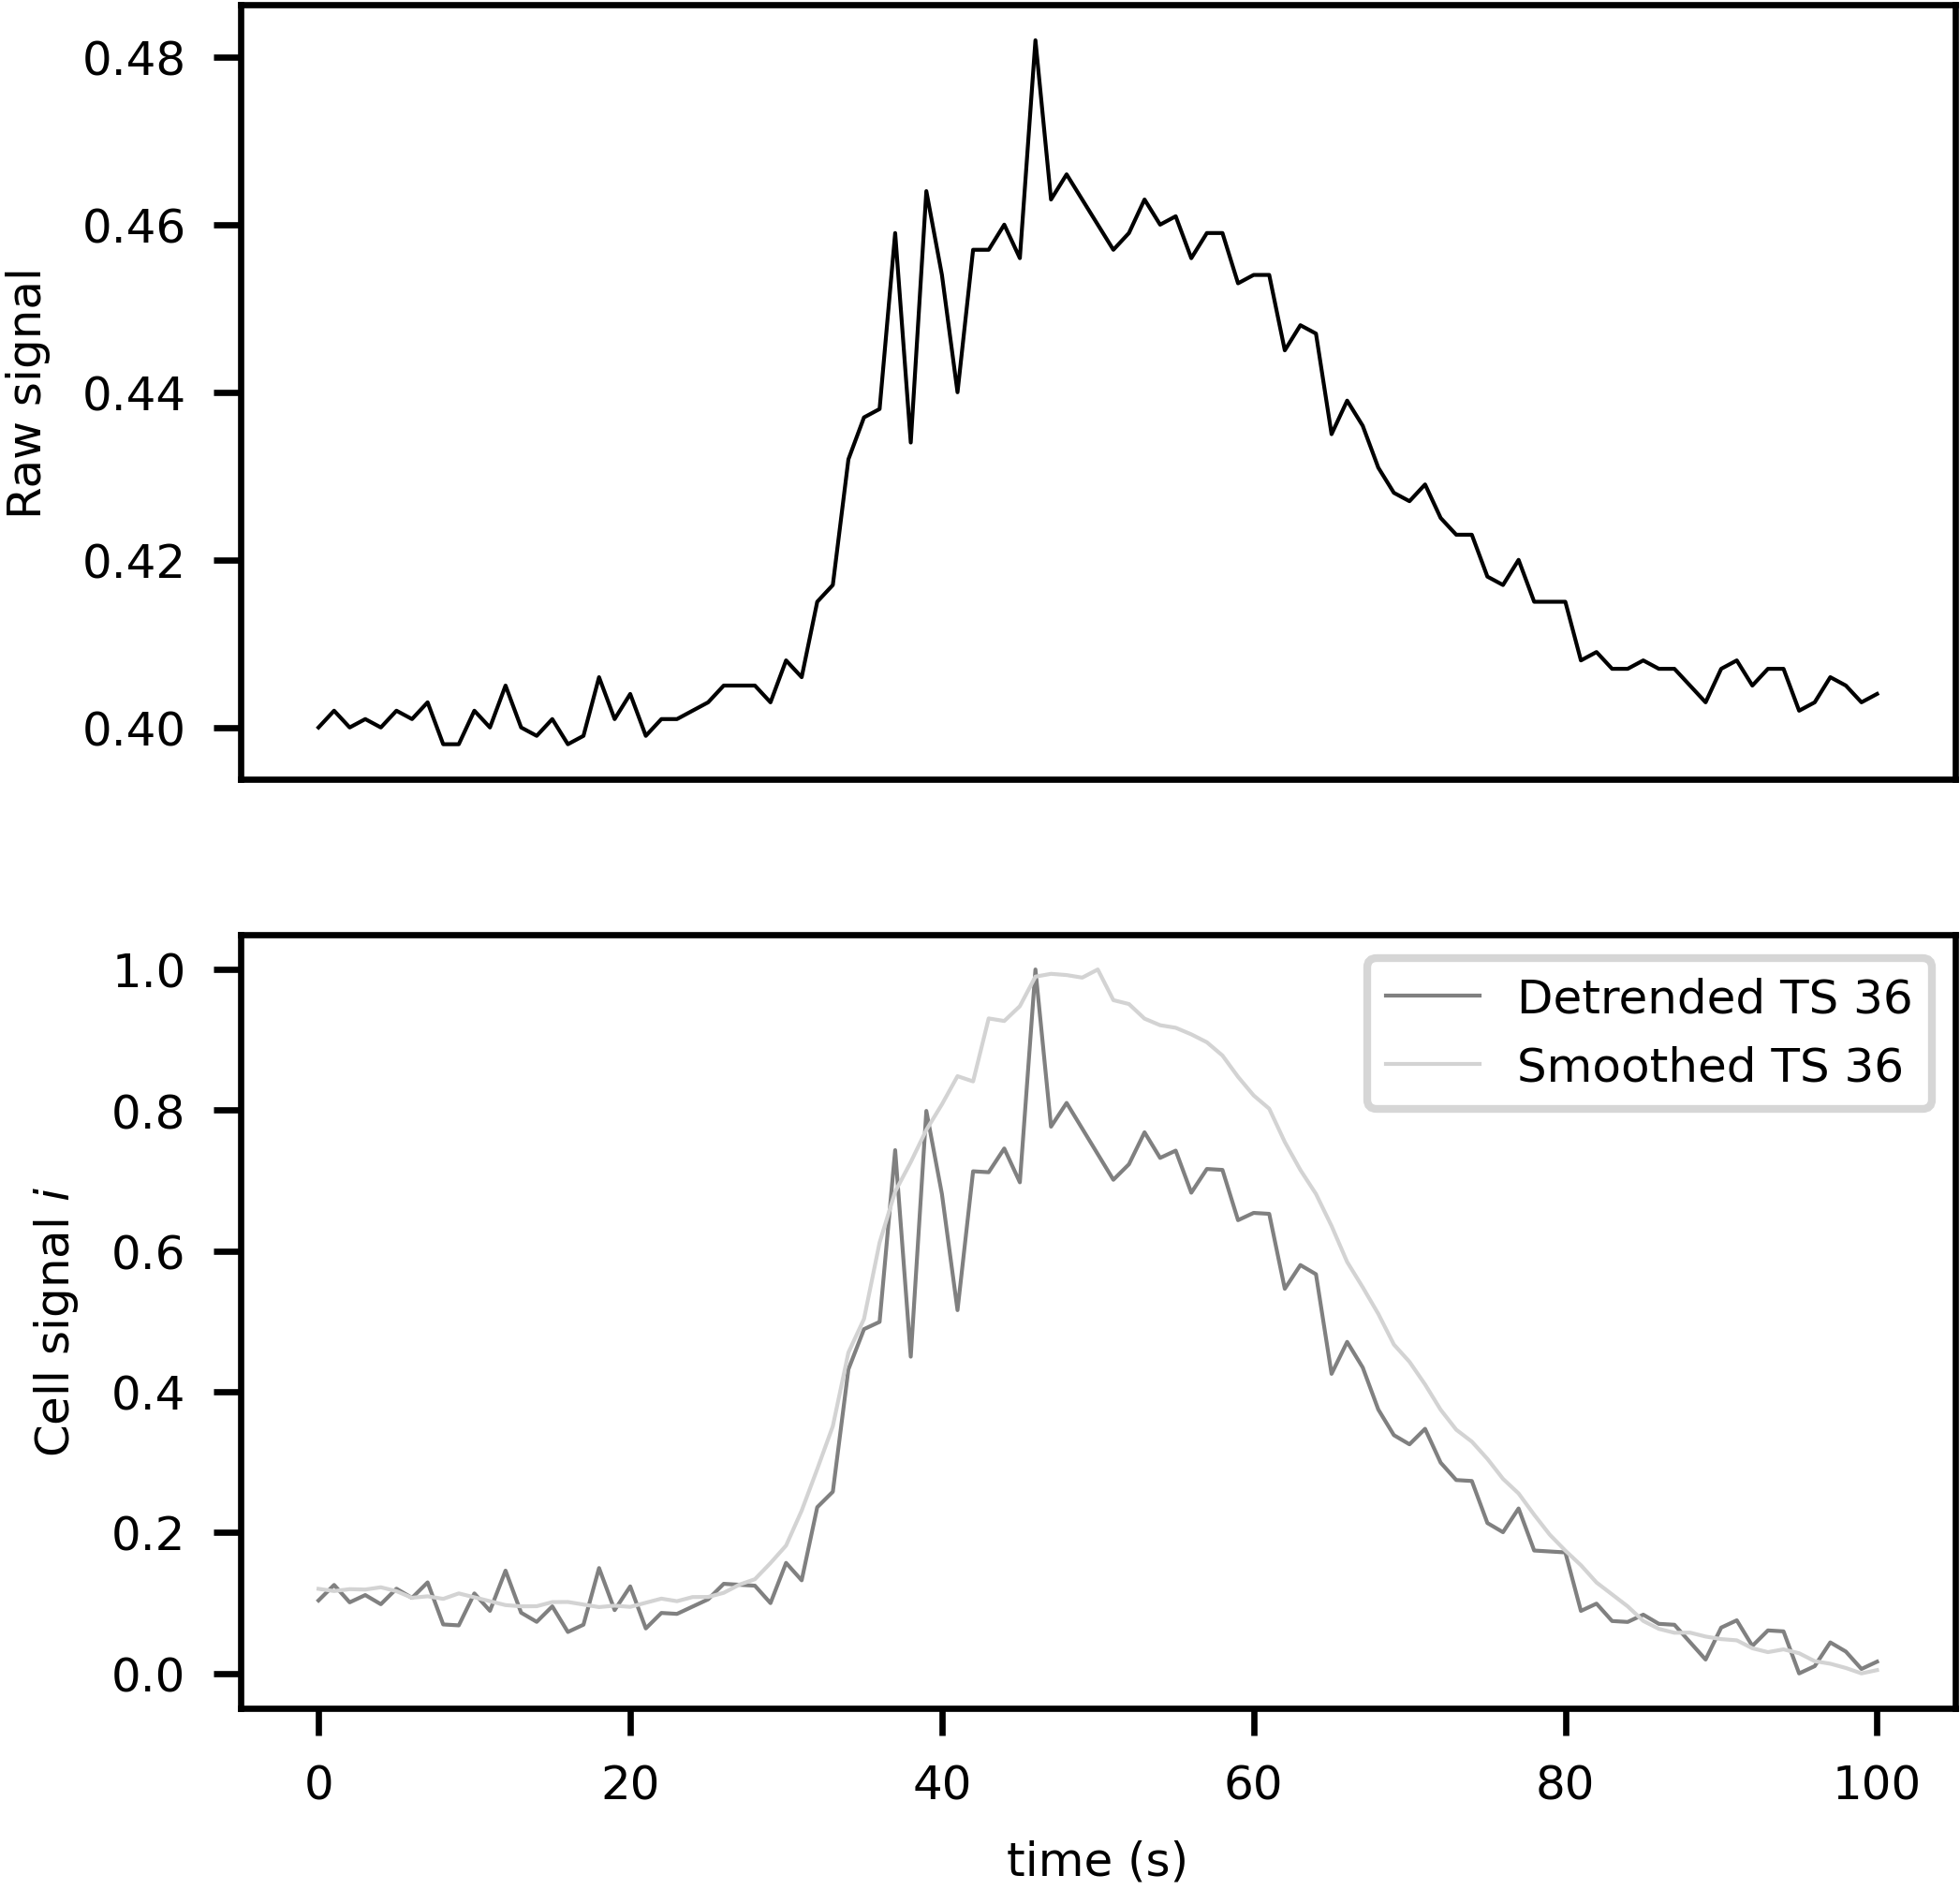 0.48
0.46
0.44
0.42
0.40
Raw signal
1.0
0.8
0.6
0.4
0.2
0.0
Cell signal i
Detrended TS 36
Smoothed TS 36
0 20 40 60 80 100
time (s)